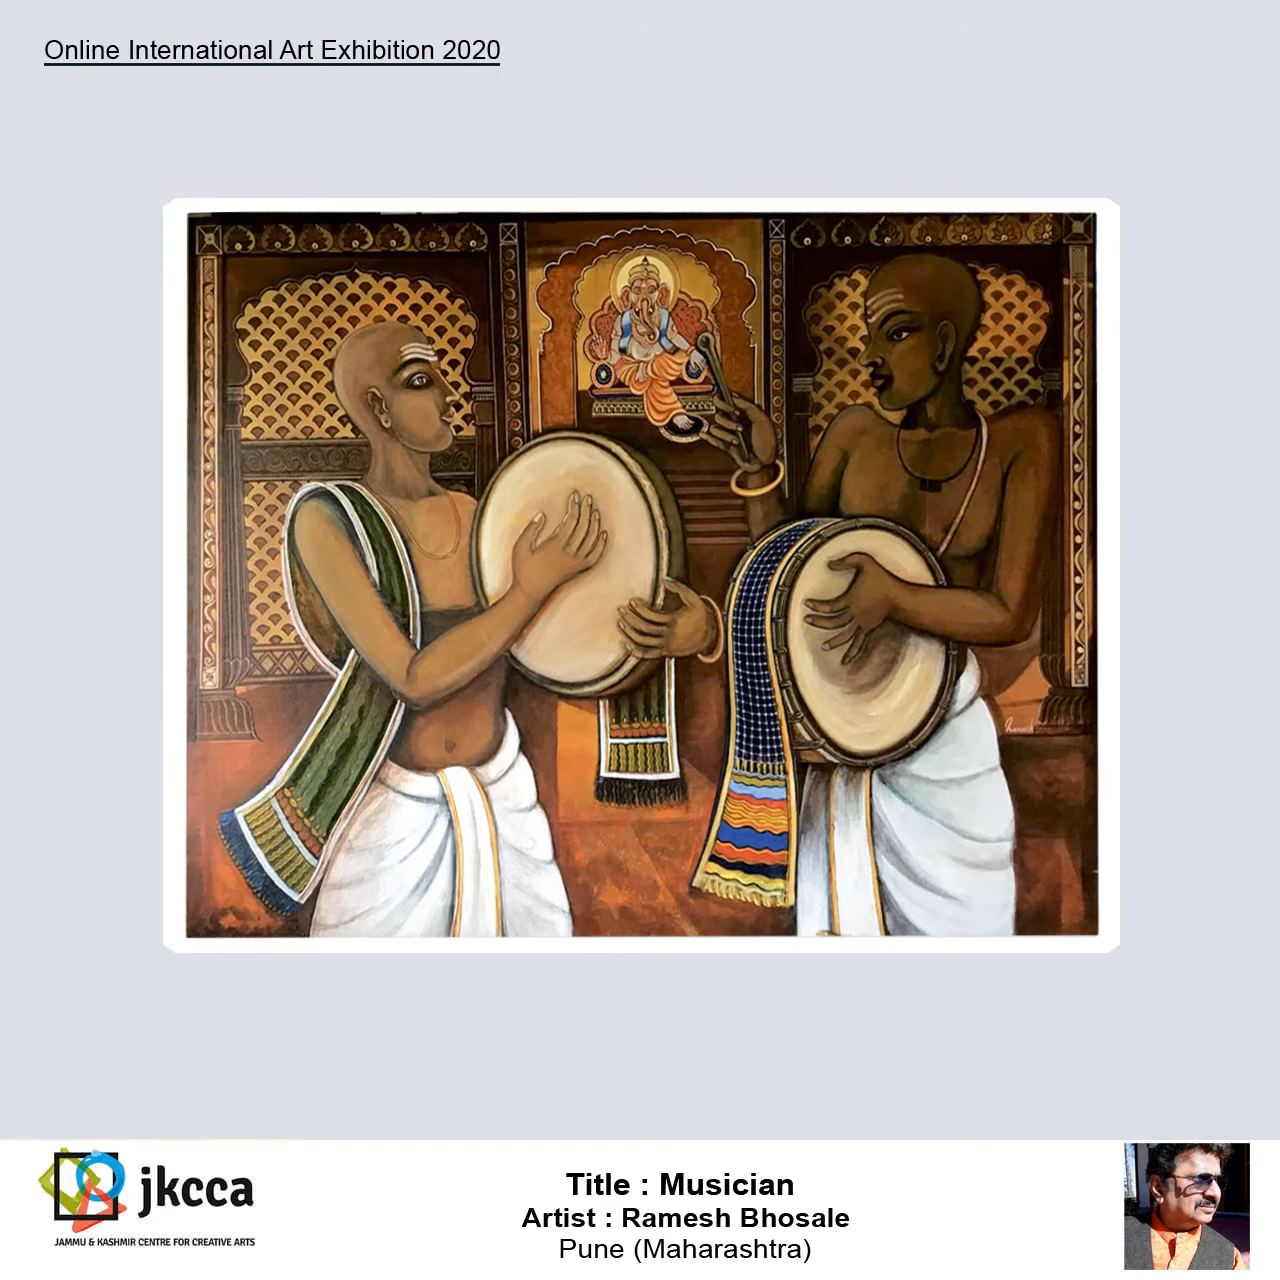 Online International Art Exhibition 2020
jkcca
JAMMU & KASHMIR CENTRE FOR CREATIVE ARTS
Title : Musician
Artist : Ramesh Bhosale
Pune (Maharashtra)